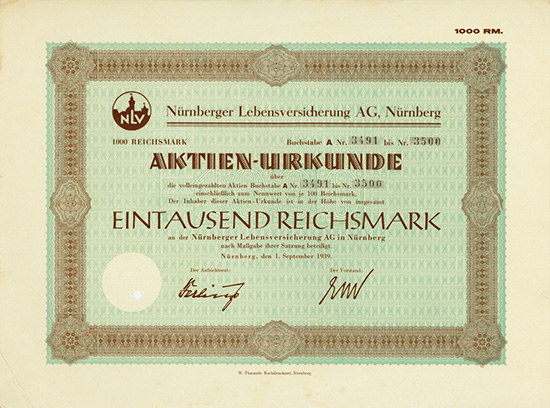 1000 RM.
NLV
Nürnberger Lebensversicherung AG, Nürnberg
1000 REICHSMARK Buchstabe A Nr. 3491 bis Nr. 3500
AKTIEN-URKUNDE
über
die volleingezahlten Aktien Buchstabe A Nr. 3491 bis Nr. 3500
einschließlich zum Nennwert von je 100 Reichsmark.
Der Inhaber dieser Aktien-Urkunde ist in der Höhe von insgesamt
EINTAUSEND REICHSMARK
an der Nürnberger Lebensversicherung AG in Nürnberg
nach Maßgabe ihrer Satzung beteiligt.
Nürnberg, den 1. September 1939.
Der Aufsichtsrat: Der Vorstand:
Buchdruckerei Nürnberg